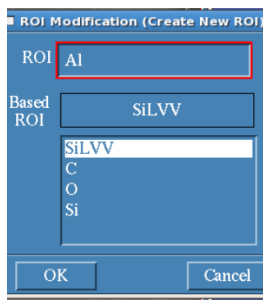 ROI Modification (Create New ROI)
ROI Al
Based ROI SiLVV
SiLVV
C
O
Si
OK Cancel